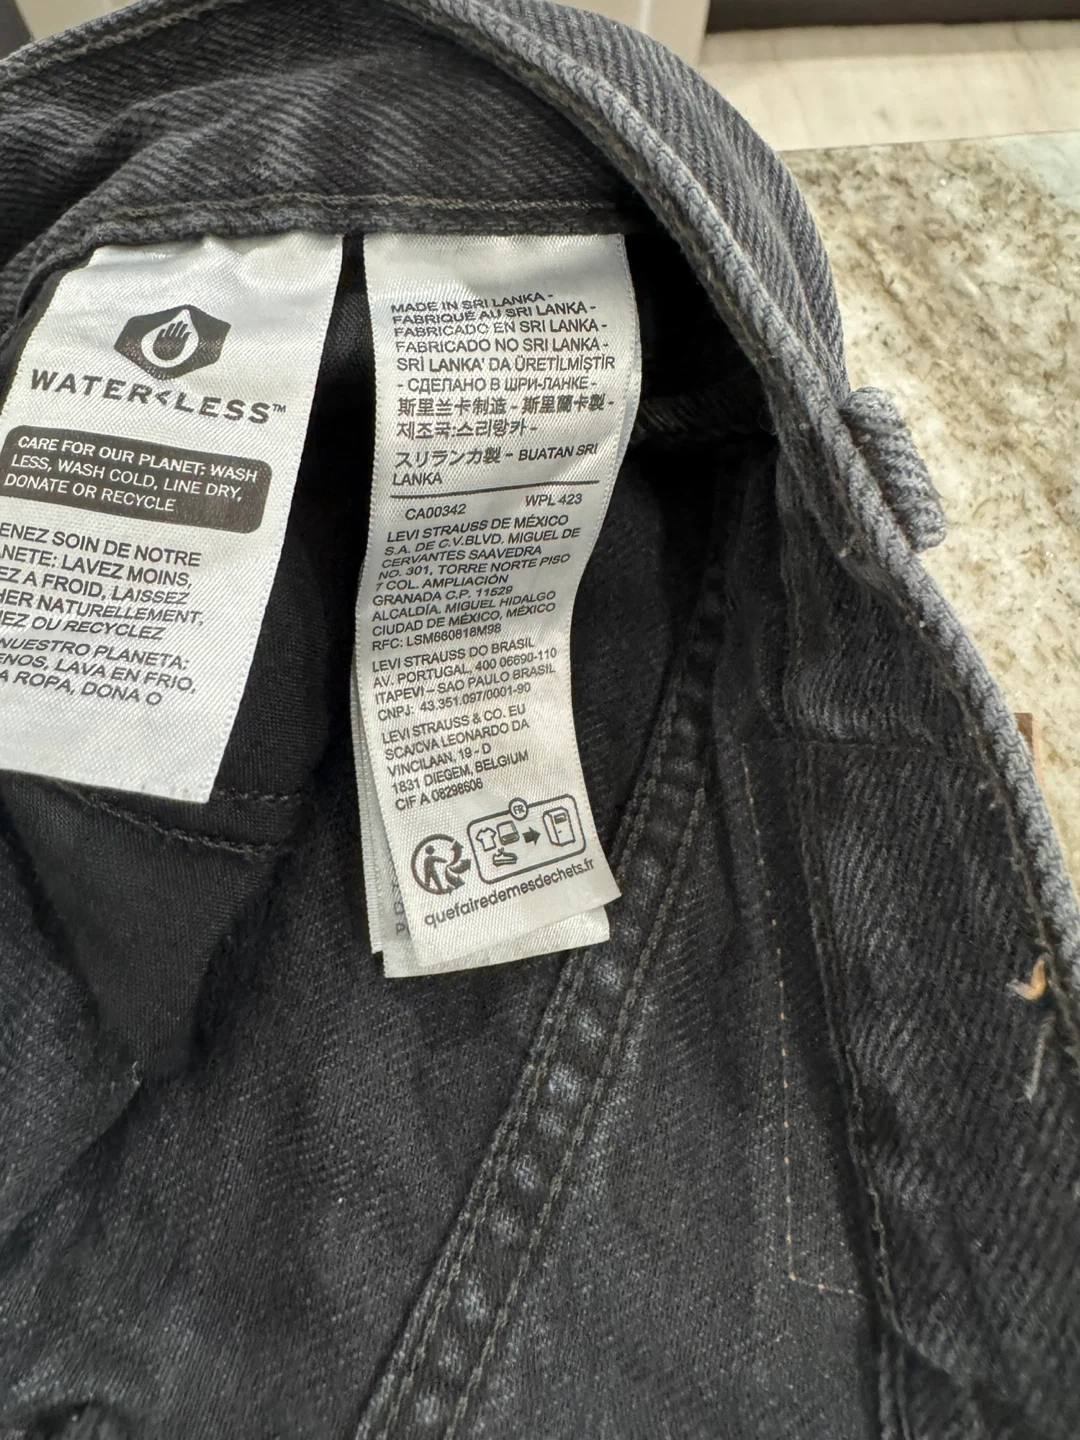 WATER<LESS™
CARE FOR OUR PLANET: WASH
LESS, WASH COLD, LINE DRY,
DONATE OR RECYCLE
ENEZ SOIN DE NOTRE
NETE: LAVEZ MOINS,
EZ A FROID, LAISSEZ
HER NATURELLEMENT,
EZ OU RECYCLEZ
NUESTRO PLANETA:
ENOS, LAVA EN FRIO,
A ROPA, DONA O
MADE IN SRI LANKA -
FABRIQUÉ AU SRI LANKA -
FABRICADO EN SRI LANKA -
FABRICADO NO SRI LANKA -
SRİ LANKA' DA ÜRETİLMİŞTİR
- СДЕЛАНО В ШРИ-ЛАНКЕ -
斯里兰卡制造 - 斯里蘭卡製 -
제조국:스리랑카 -
スリランカ製 - BUATAN SRI
LANKA
CA00342 WPL 423
LEVI STRAUSS DE MÉXICO
S.A. DE C.V.BLVD. MIGUEL DE
CERVANTES SAAVEDRA
NO. 301, TORRE NORTE PISO
7 COL. AMPLIACIÓN
GRANADA C.P. 11529
ALCALDÍA. MIGUEL HIDALGO
CIUDAD DE MÉXICO, MÉXICO
RFC: LSM660818M98
LEVI STRAUSS DO BRASIL
AV. PORTUGAL, 400 06690-110
ITAPEVI – SAO PAULO BRASIL
CNPJ: 43.351.097/0001-90
LEVI STRAUSS & CO. EU
SCA/CVA LEONARDO DA
VINCILAAN, 19 - D
1831 DIEGEM, BELGIUM
CIF A 08298606
FR
quefairedemesdechets.fr